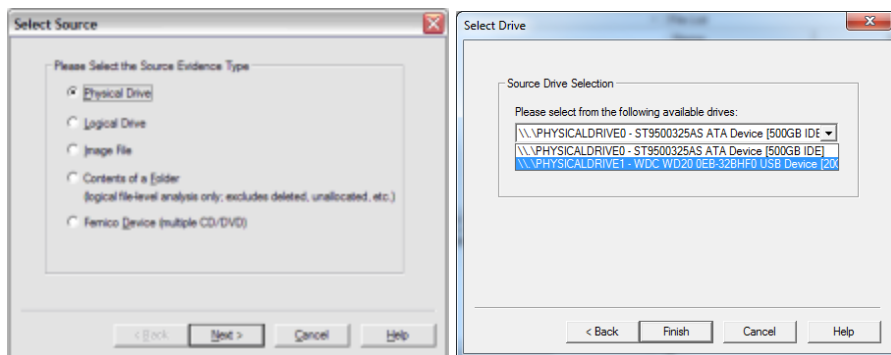 Select Source
Please Select the Source Evidence Type
Physical Drive
Logical Drive
Image File
Contents of a Folder
(logical file-level analysis only; excludes deleted, unallocated, etc.)
Fernico Device (multiple CD/DVD)
< Back
Next >
Cancel
Help
Select Drive
Source Drive Selection
Please select from the following available drives:
\\.\PHYSICALDRIVE0 - ST9500325AS ATA Device [500GB IDE
\\.\PHYSICALDRIVE0 - ST9500325AS ATA Device [500GB IDE]
\\.\PHYSICALDRIVE1 - WDC WD20 0EB-32BHF0 USB Device [200
< Back
Finish
Cancel
Help